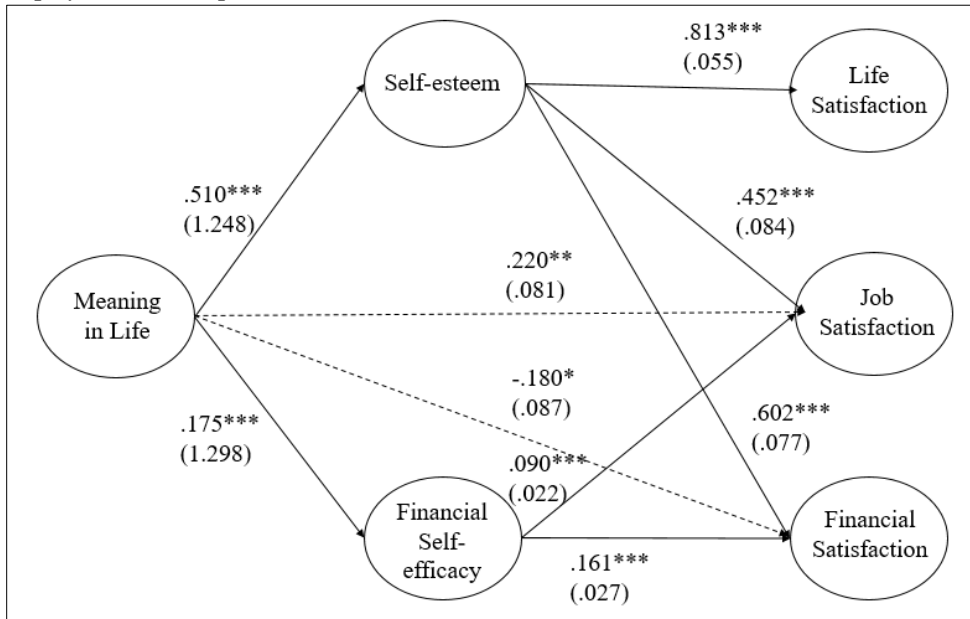 .813***
(.055)
Self-esteem
Life
Satisfaction
.510***
(1.248)
.452***
(.084)
.220**
(.081)
Meaning
in Life
Job
Satisfaction
-.180*
(.087)
.602***
(.077)
.175***
(1.298)
.090***
(.022)
Financial
Self-
efficacy
Financial
Satisfaction
.161***
(.027)